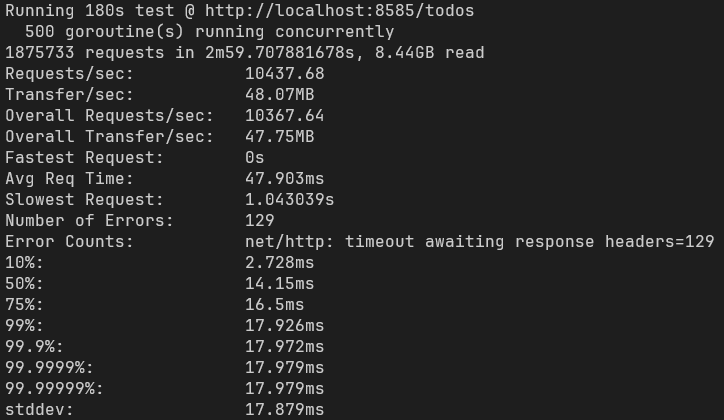 Running 180s test @ http://localhost:8585/todos
  500 goroutine(s) running concurrently
1875733 requests in 2m59.707881678s, 8.44GB read
Requests/sec:           10437.68
Transfer/sec:           48.07MB
Overall Requests/sec:   10367.64
Overall Transfer/sec:   47.75MB
Fastest Request:        0s
Avg Req Time:           47.903ms
Slowest Request:        1.043039s
Number of Errors:       129
Error Counts:           net/http: timeout awaiting response headers=129
10%:                    2.728ms
50%:                    14.15ms
75%:                    16.5ms
99%:                    17.926ms
99.9%:                  17.972ms
99.9999%:               17.979ms
99.99999%:              17.979ms
stddev:                 17.879ms